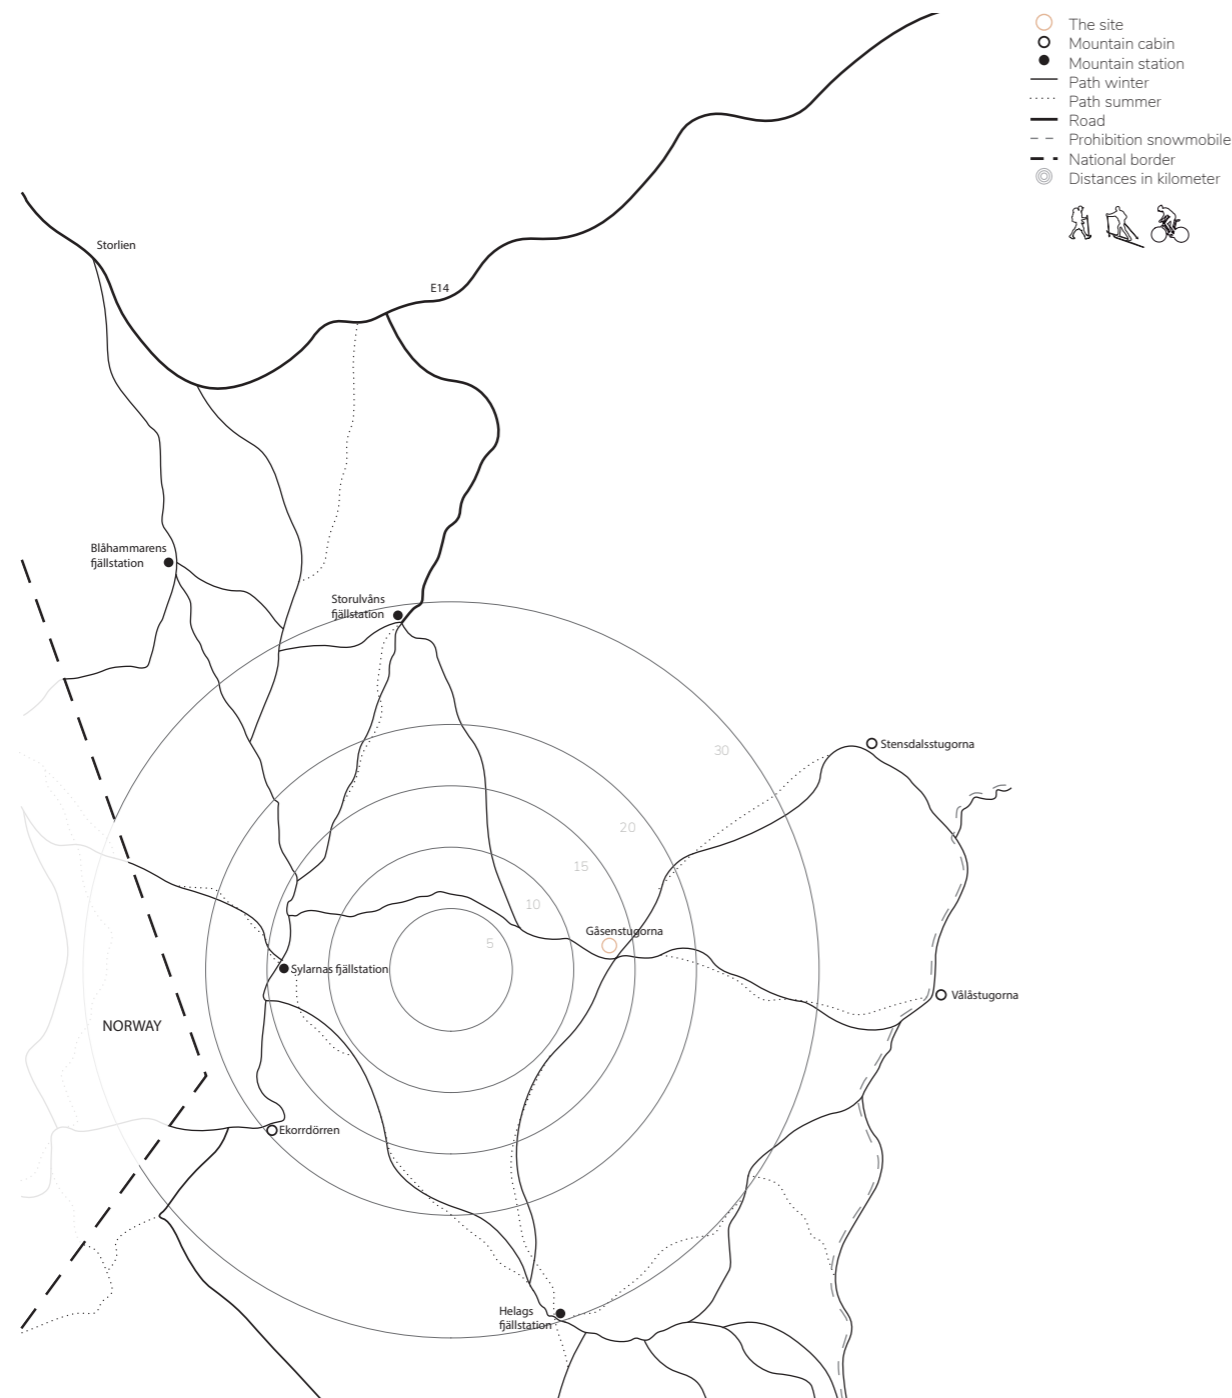 The site
Mountain cabin
Mountain station
Path winter
Path summer
Road
Prohibition snowmobile
National border
Distances in kilometer
Storlien
E14
Blåhammarens
fjällstation
Storulvåns
fjällstation
Stensdalsstugorna
30
20
15
10
5
Gåsenstugorna
Sylarnas fjällstation
Vålåstugorna
NORWAY
Ekorrdörren
Helags
fjällstation